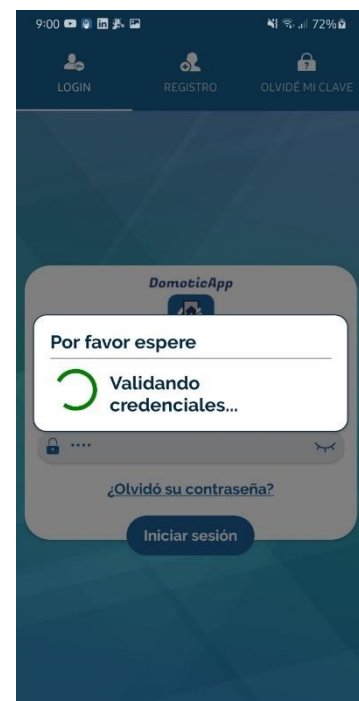 9:00 72%
LOGIN REGISTRO OLVIDÉ MI CLAVE
DomoticApp
Por favor espere
Validando
credenciales...
¿Olvidó su contraseña?
Iniciar sesión